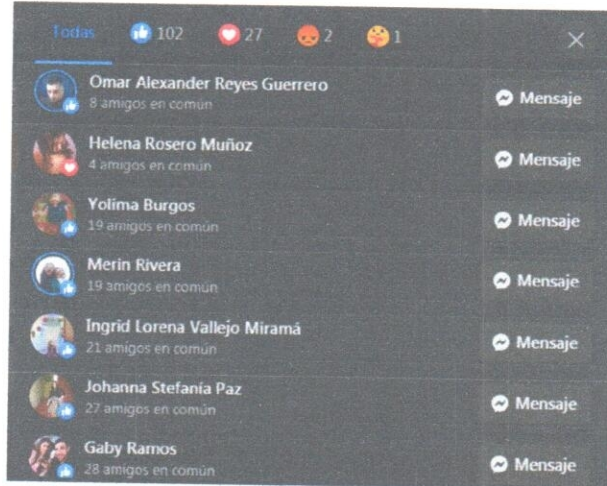 Todas 102 27 2 1
Omar Alexander Reyes Guerrero
8 amigos en común
Mensaje
Helena Rosero Muñoz
4 amigos en común
Mensaje
Yolima Burgos
19 amigos en común
Mensaje
Merin Rivera
19 amigos en común
Mensaje
Ingrid Lorena Vallejo Miramá
21 amigos en común
Mensaje
Johanna Stefanía Paz
27 amigos en común
Mensaje
Gaby Ramos
28 amigos en común
Mensaje